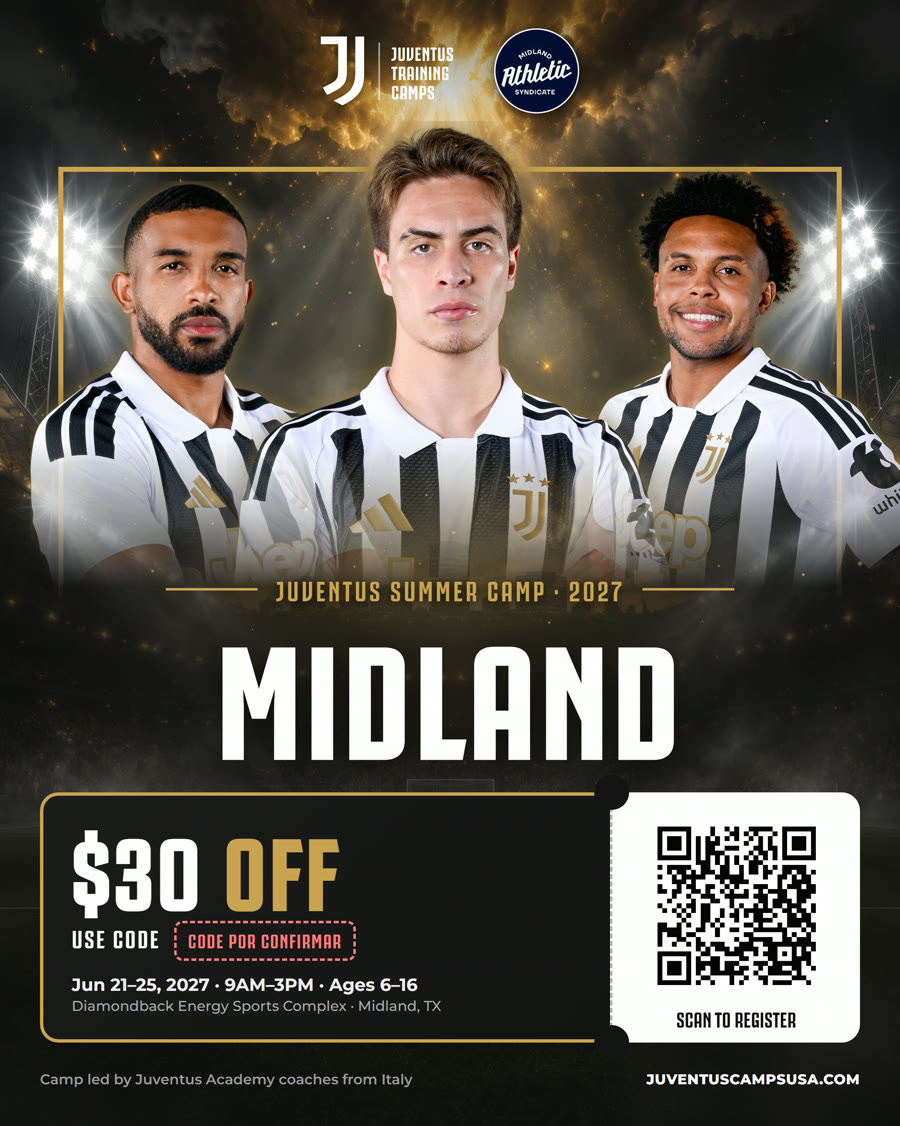 JUVENTUS
TRAINING
CAMPS
MIDLAND
Athletic
SYNDICATE
Jeep
JUVENTUS SUMMER CAMP · 2027
MIDLAND
$30 OFF
USE CODE CODE POR CONFIRMAR
Jun 21–25, 2027 · 9AM–3PM · Ages 6–16
Diamondback Energy Sports Complex · Midland, TX
SCAN TO REGISTER
Camp led by Juventus Academy coaches from Italy
JUVENTUSCAMPSUSA.COM